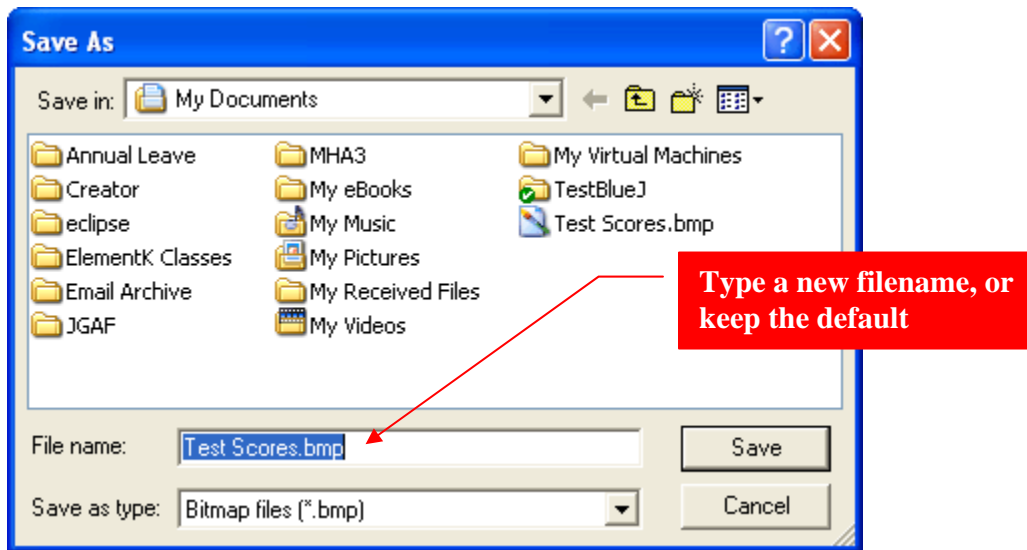 Save As
Save in: My Documents
Annual Leave
Creator
eclipse
ElementK Classes
Email Archive
JGAF
MHA3
My eBooks
My Music
My Pictures
My Received Files
My Videos
My Virtual Machines
TestBlueJ
Test Scores.bmp
Type a new filename, or
keep the default
File name: Test Scores.bmp
Save
Save as type: Bitmap files (*.bmp)
Cancel